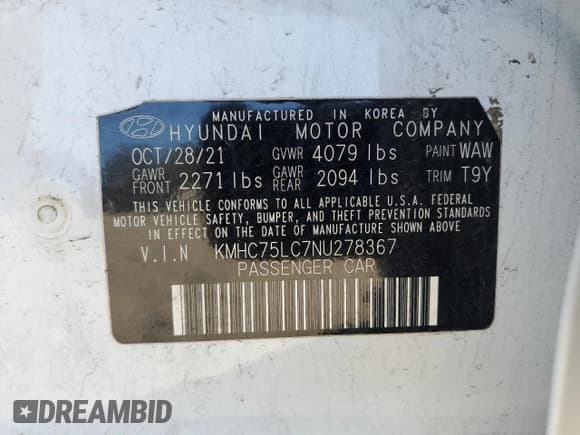 MANUFACTURED IN KOREA BY
HYUNDAI MOTOR COMPANY
OCT/28/21 GVWR 4079 lbs PAINT WAW
GAWR FRONT 2271 lbs GAWR REAR 2094 lbs TRIM T9Y
THIS VEHICLE CONFORMS TO ALL APPLICABLE U.S.A. FEDERAL
MOTOR VEHICLE SAFETY, BUMPER, AND THEFT PREVENTION STANDARDS
IN EFFECT ON THE DATE OF MANUFACTURE SHOWN ABOVE.
V.I.N KMHC75LC7NU278367
PASSENGER CAR
DREAMBID